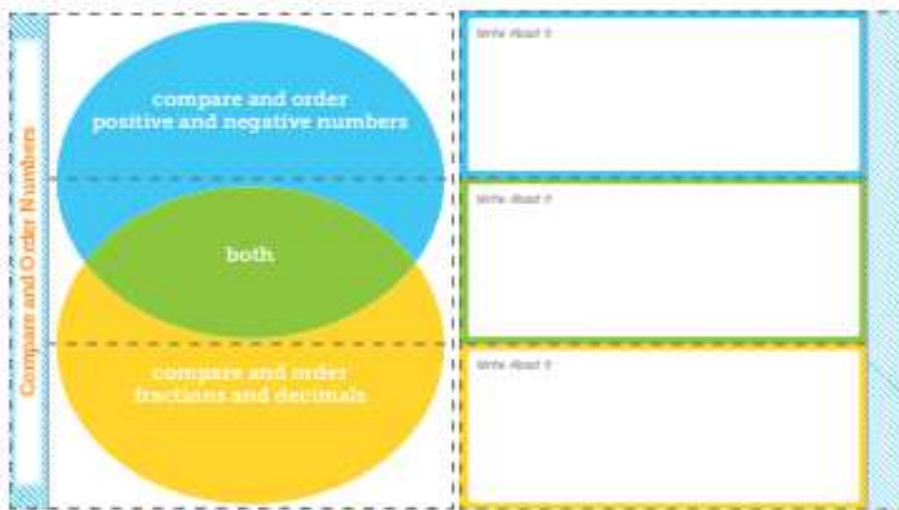 Compare and Order Numbers
compare and order
positive and negative numbers
both
compare and order
fractions and decimals
Write About It
Write About It
Write About It